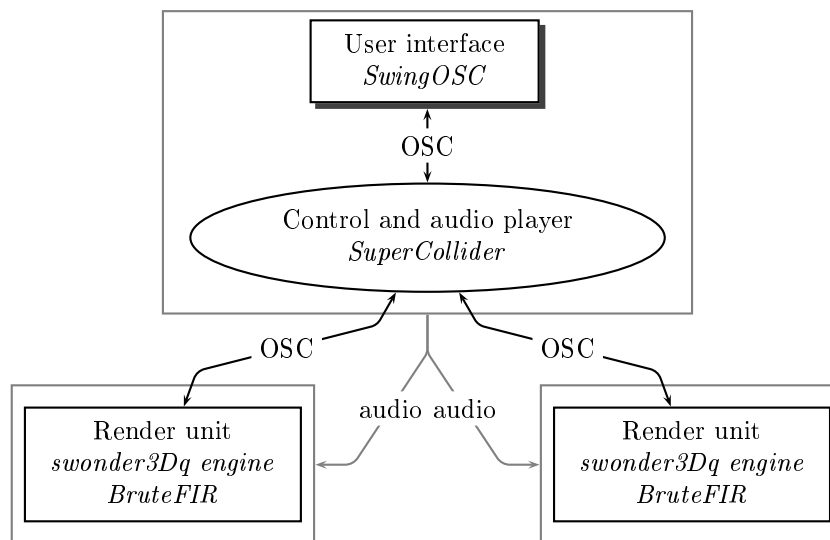 User interface
SwingOSC
OSC
Control and audio player
SuperCollider
OSC
OSC
audio audio
Render unit
swonder3Dq engine
BruteFIR
Render unit
swonder3Dq engine
BruteFIR